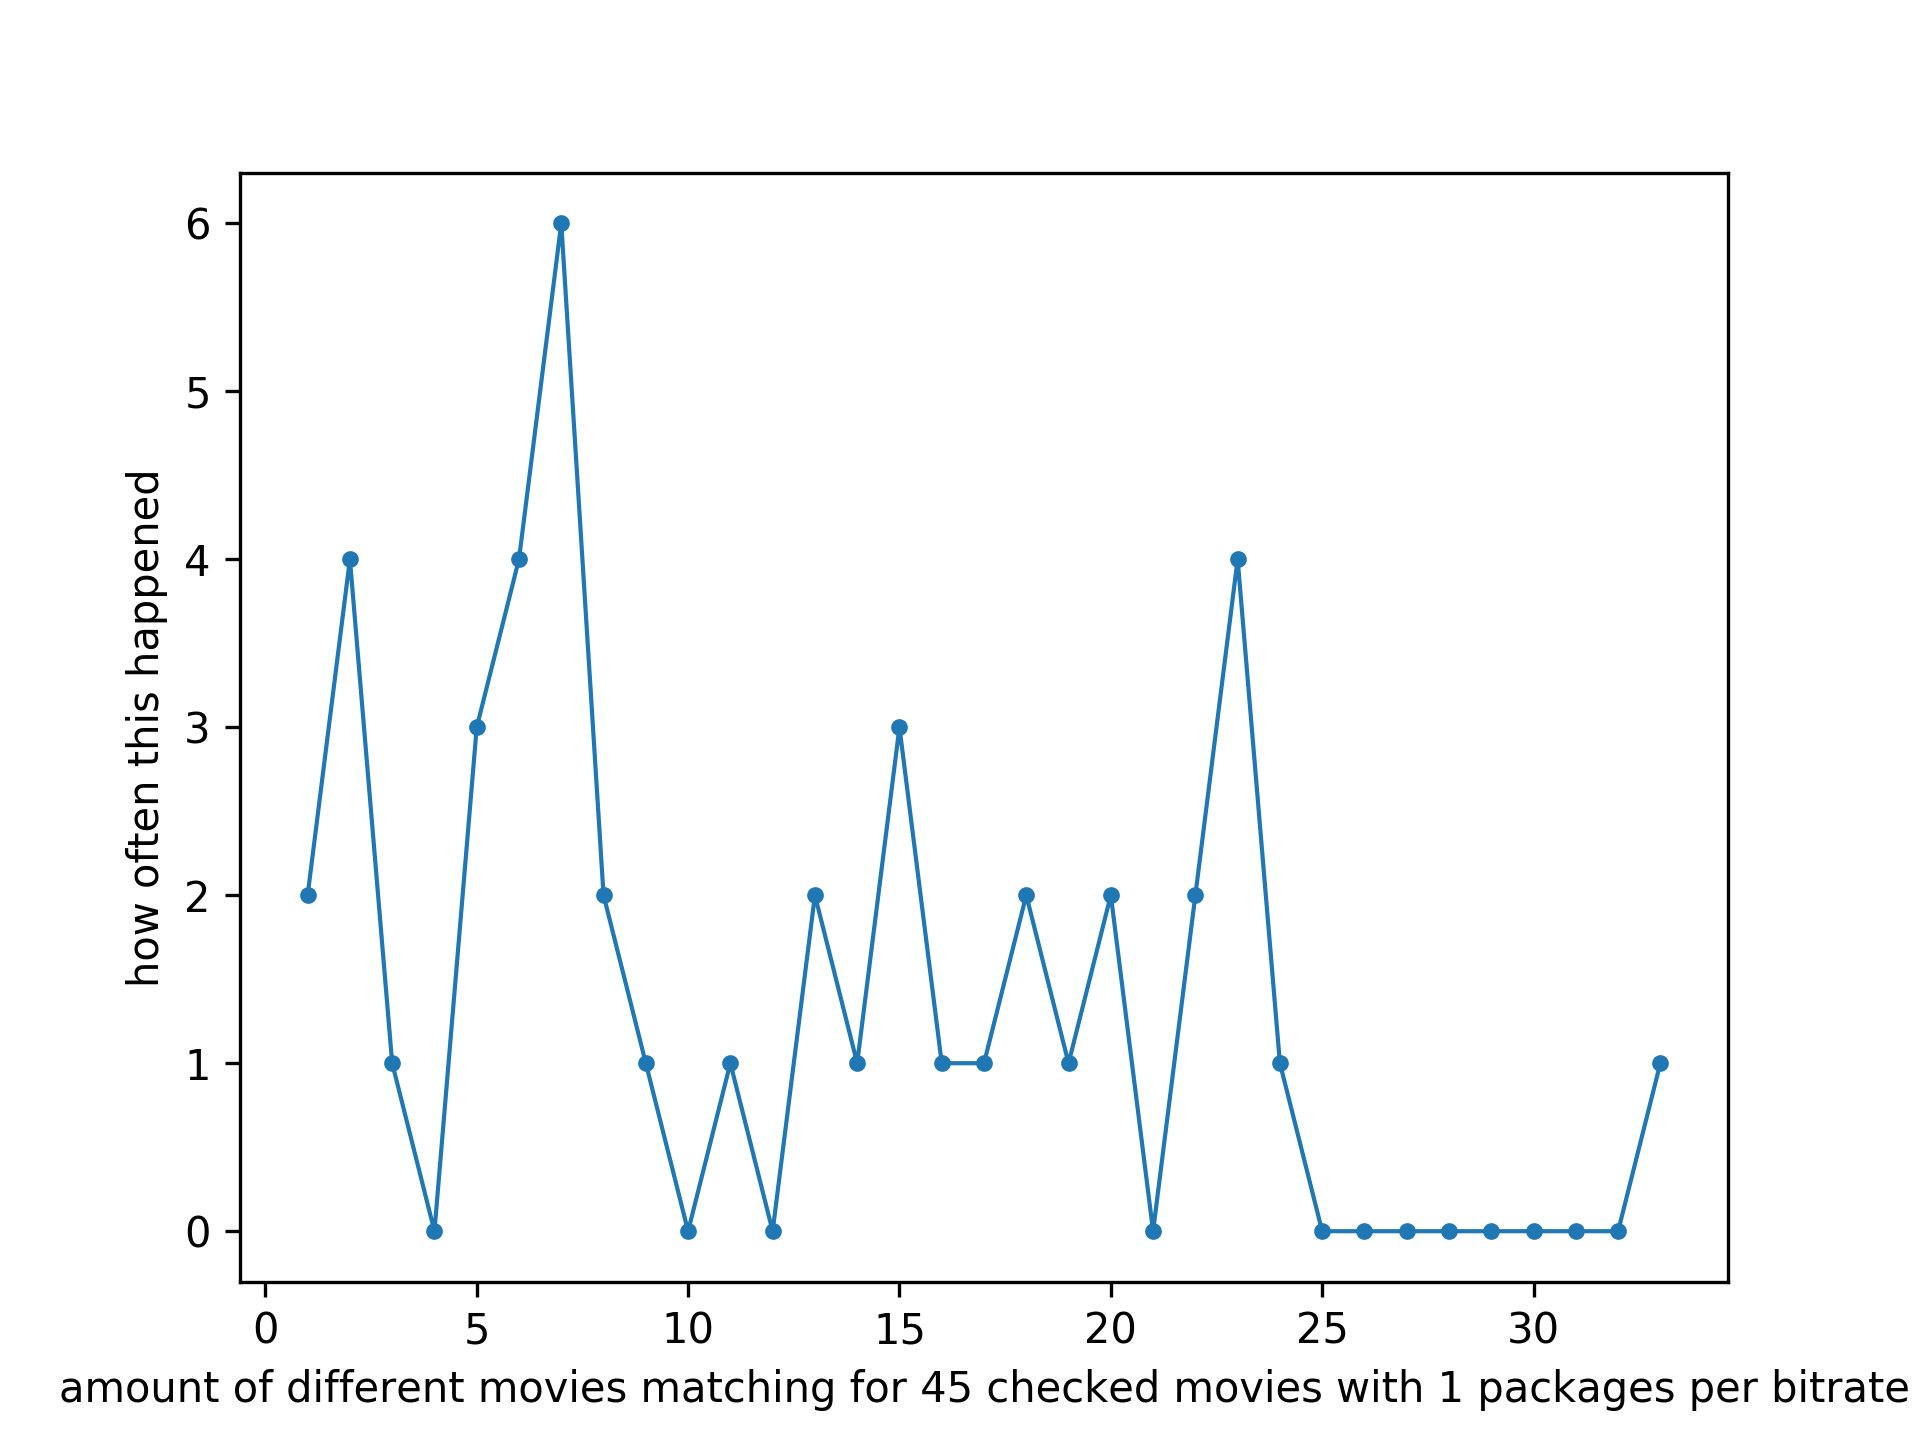 6
5
4
3
2
1
0
how often this happened
0 5 10 15 20 25 30
amount of different movies matching for 45 checked movies with 1 packages per bitrate